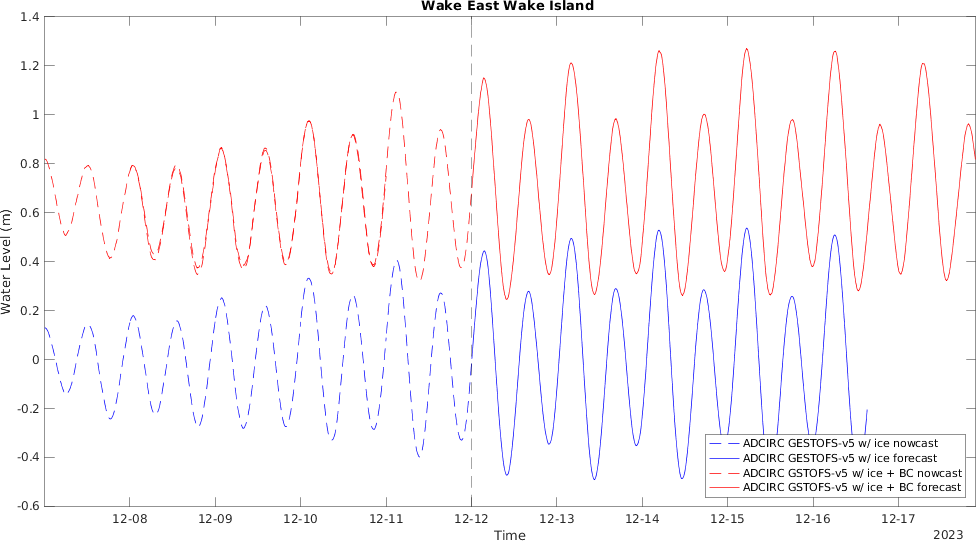 Wake East Wake Island
1.4
1.2
1
0.8
0.6
0.4
0.2
0
-0.2
-0.4
-0.6
Water Level (m)
ADCIRC GESTOFS-v5 w/ ice nowcast
ADCIRC GESTOFS-v5 w/ ice forecast
ADCIRC GSTOFS-v5 w/ ice + BC nowcast
ADCIRC GSTOFS-v5 w/ ice + BC forecast
12-08 12-09 12-10 12-11 12-12 12-13 12-14 12-15 12-16 12-17
Time
2023